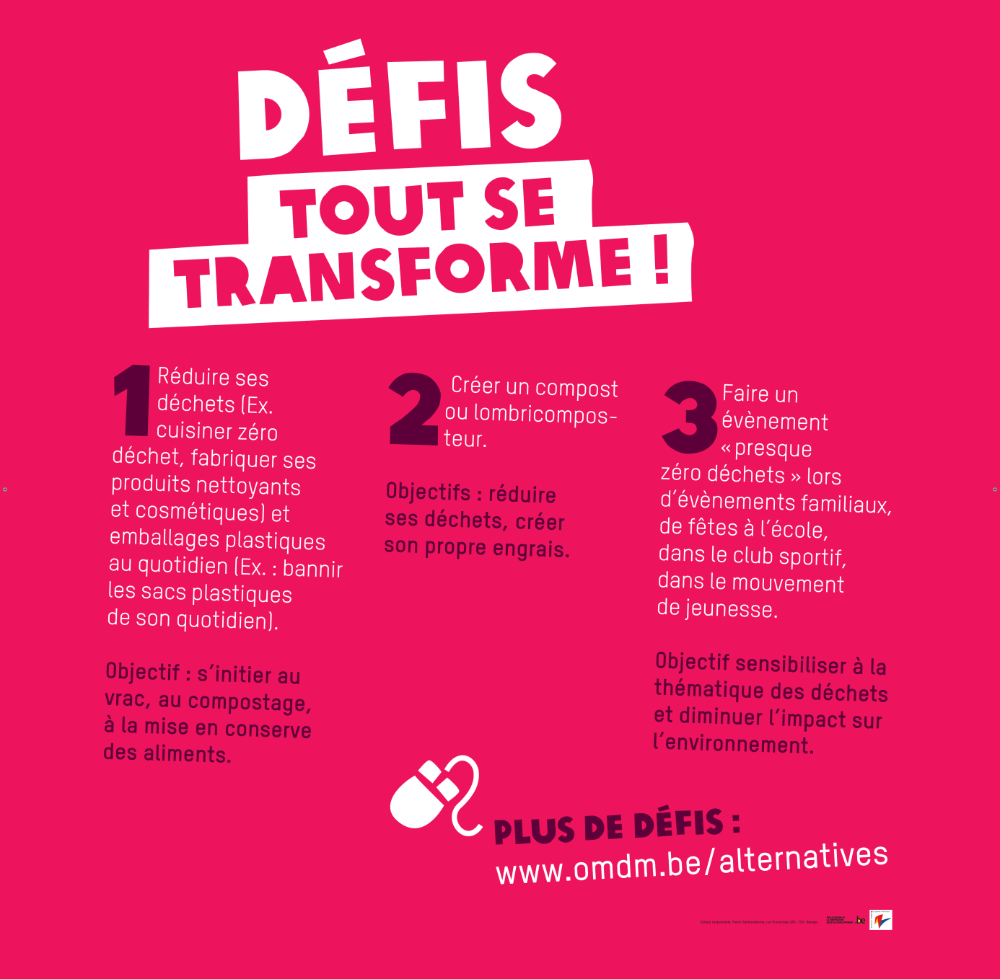 DÉFIS
TOUT SE
TRANSFORME !
1 Réduire ses
déchets (Ex.
cuisiner zéro
déchet, fabriquer ses
produits nettoyants
et cosmétiques) et
emballages plastiques
au quotidien (Ex. : bannir
les sacs plastiques
de son quotidien).
Objectif : s’initier au
vrac, au compostage,
à la mise en conserve
des aliments.
2 Créer un compost
ou lombricompos-
teur.
Objectifs : réduire
ses déchets, créer
son propre engrais.
3 Faire un
évènement
« presque
zéro déchets » lors
d’évènements familiaux,
de fêtes à l’école,
dans le club sportif,
dans le mouvement
de jeunesse.
Objectif sensibiliser à la
thématique des déchets
et diminuer l’impact sur
l’environnement.
PLUS DE DÉFIS :
www.omdm.be/alternatives
.be